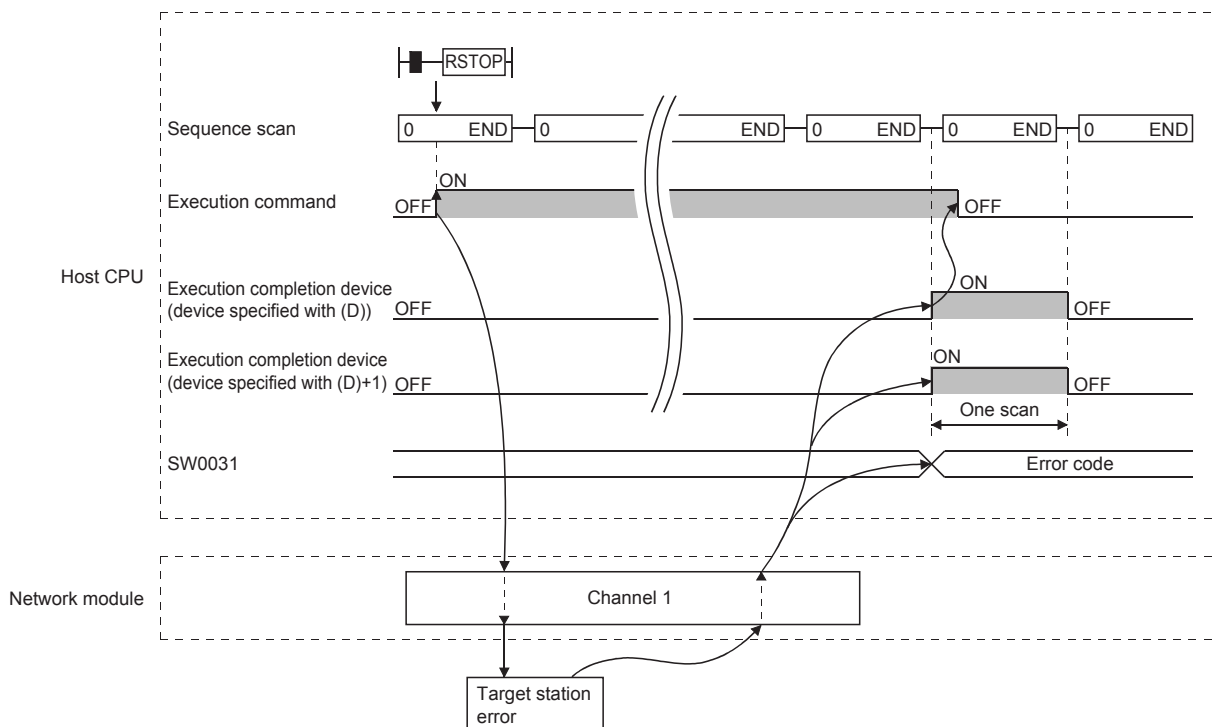 RSTOP
Sequence scan
0 END 0 END 0 END 0 END 0 END
ON
Execution command
OFF OFF
Host CPU
Execution completion device
(device specified with (D))
ON
OFF OFF
Execution completion device
(device specified with (D)+1)
ON
OFF OFF
One scan
SW0031
Error code
Network module
Channel 1
Target station
error